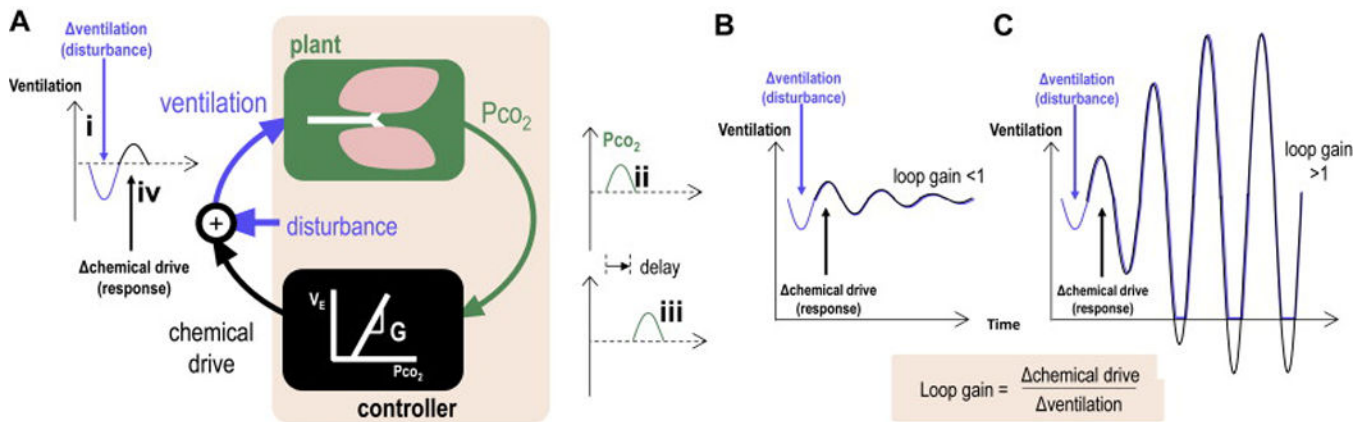 A
Δventilation
(disturbance)
Ventilation
i
iv
Δchemical drive
(response)
ventilation
plant
Pco₂
disturbance
+
chemical
drive
V_E
G
Pco₂
controller
Pco₂
ii
delay
iii
B
Δventilation
(disturbance)
Ventilation
loop gain <1
Δchemical drive
(response)
Time
C
Δventilation
(disturbance)
Ventilation
loop gain
>1
Δchemical drive
(response)
Loop gain = Δchemical drive
Δventilation